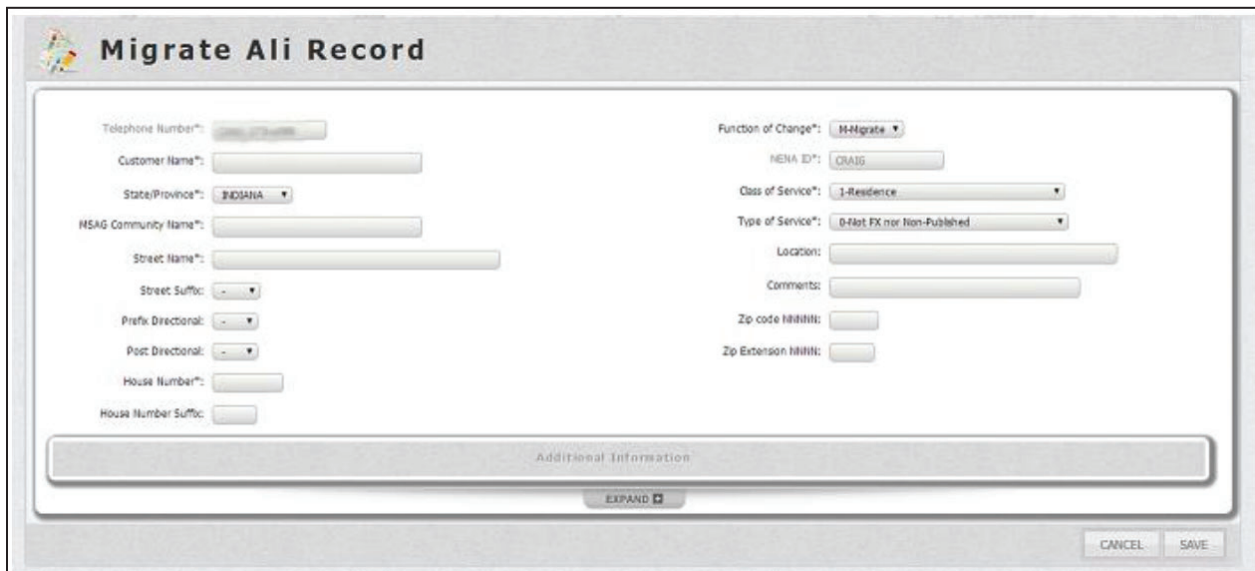 Migrate Ali Record
Telephone Number*:
Customer Name*:
State/Province*: INDIANA
MSAG Community Name*:
Street Name*:
Street Suffix: -
Prefix Directional: -
Post Directional: -
House Number*:
House Number Suffix:
Function of Change*: M-Migrate
NENA ID*: CRAIG
Class of Service*: 1-Residence
Type of Service*: 0-Not FX nor Non-Published
Location:
Comments:
Zip code NNNNN:
Zip Extension NNNN:
Additional Information
EXPAND
CANCEL SAVE